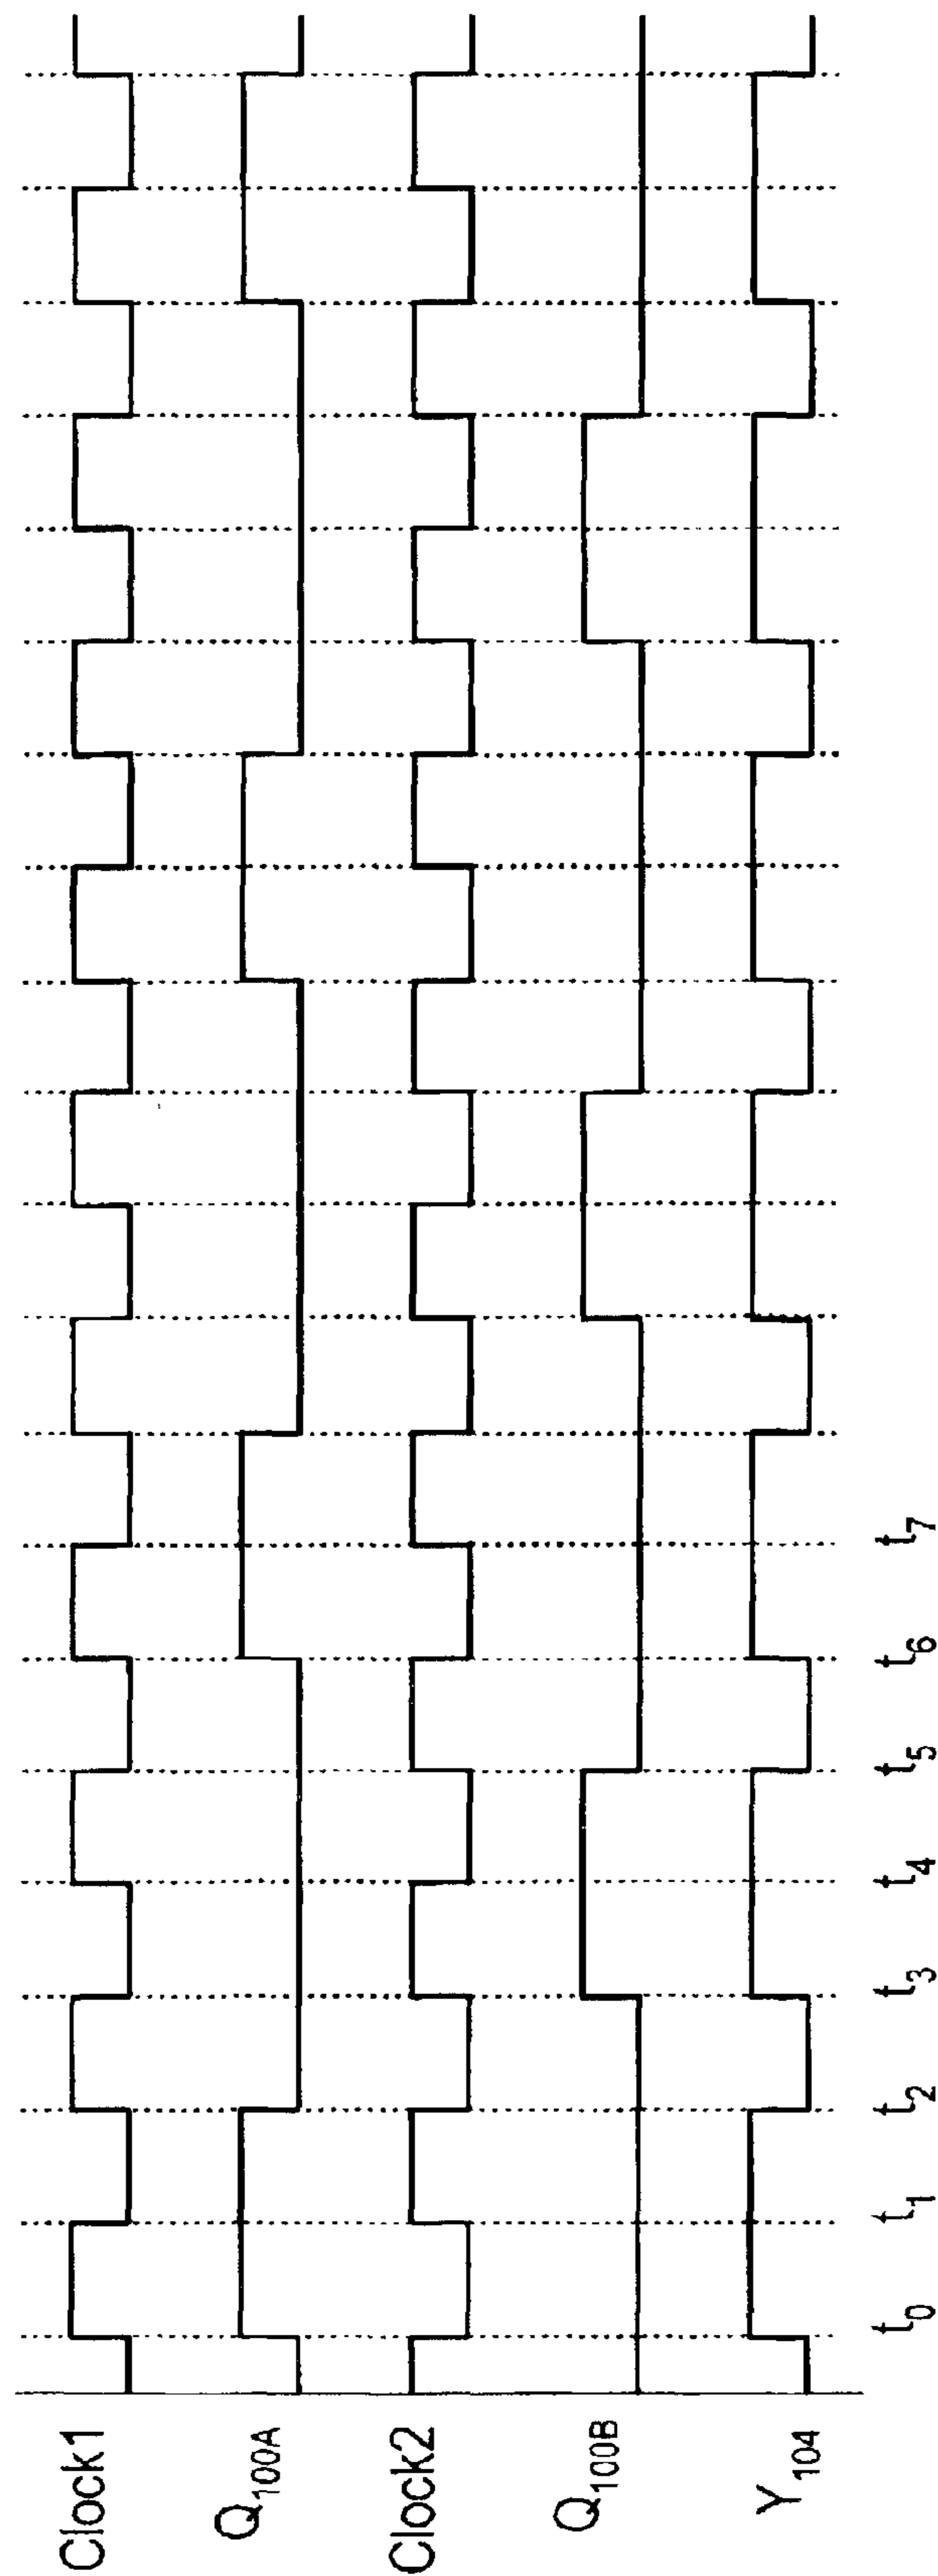 Clock1
Q100A
Clock2
Q100B
Y104
t0 t1 t2 t3 t4 t5 t6 t7